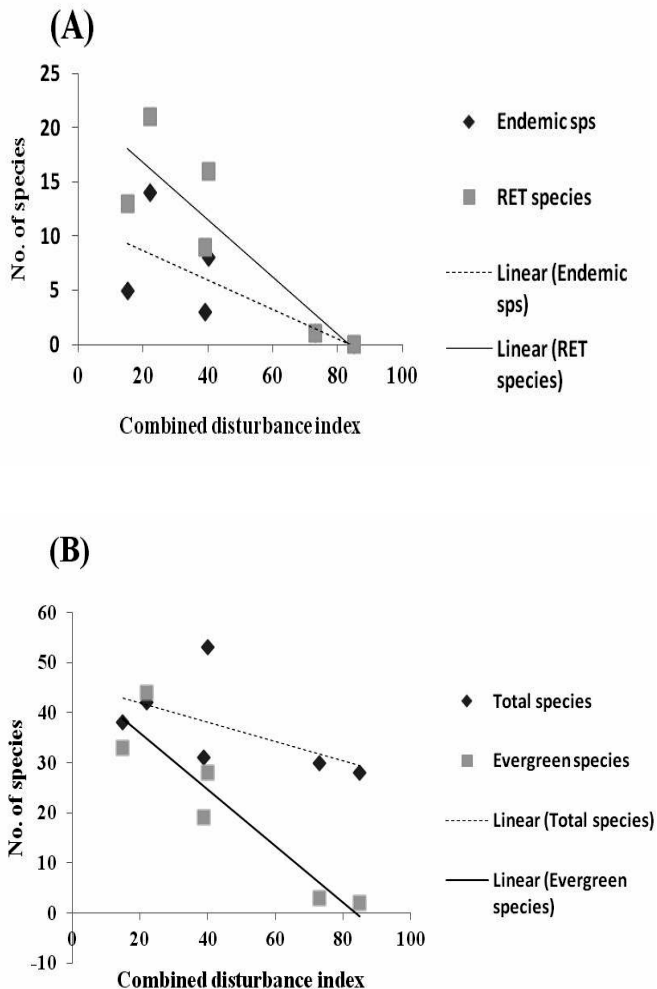 (A)
No. of species
25
20
15
10
5
0
0 20 40 60 80 100
Combined disturbance index
Endemic sps
RET species
Linear (Endemic
sps)
Linear (RET
species)
(B)
No. of species
60
50
40
30
20
10
0
-10
0 20 40 60 80 100
Combined disturbance index
Total species
Evergreen species
Linear (Total species)
Linear (Evergreen
species)